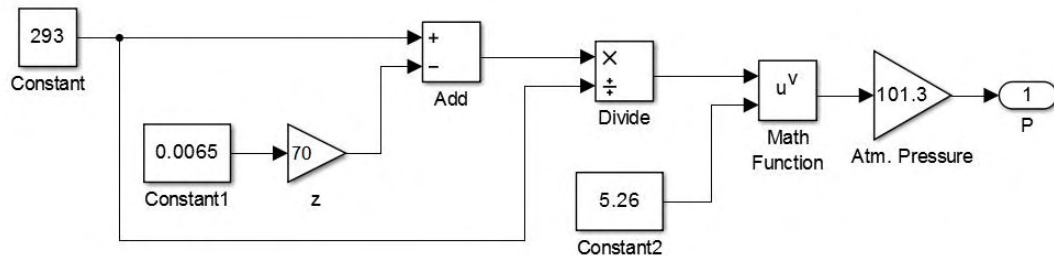 293
Constant
0.0065
Constant1
70
z
+
−
Add
×
÷
Divide
5.26
Constant2
u^v
Math
Function
101.3
Atm. Pressure
1
P